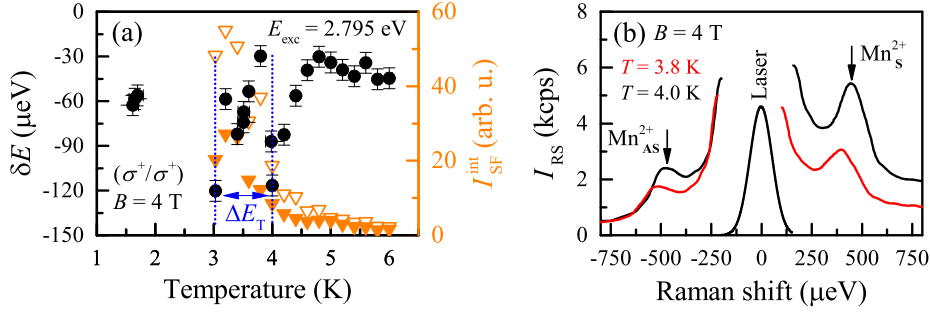 (a)
E_exc = 2.795 eV
0
-30
-60
-90
-120
-150
δE (μeV)
(σ⁺/σ⁺)
B = 4 T
ΔE_T
1 2 3 4 5 6
Temperature (K)
60
40
20
0
I_SF^int (arb. u.)
(b) B = 4 T
T = 3.8 K
T = 4.0 K
Laser
Mn²⁺_S
Mn²⁺_AS
8
6
4
2
0
I_RS (kcps)
-750 -500 -250 0 250 500 750
Raman shift (μeV)